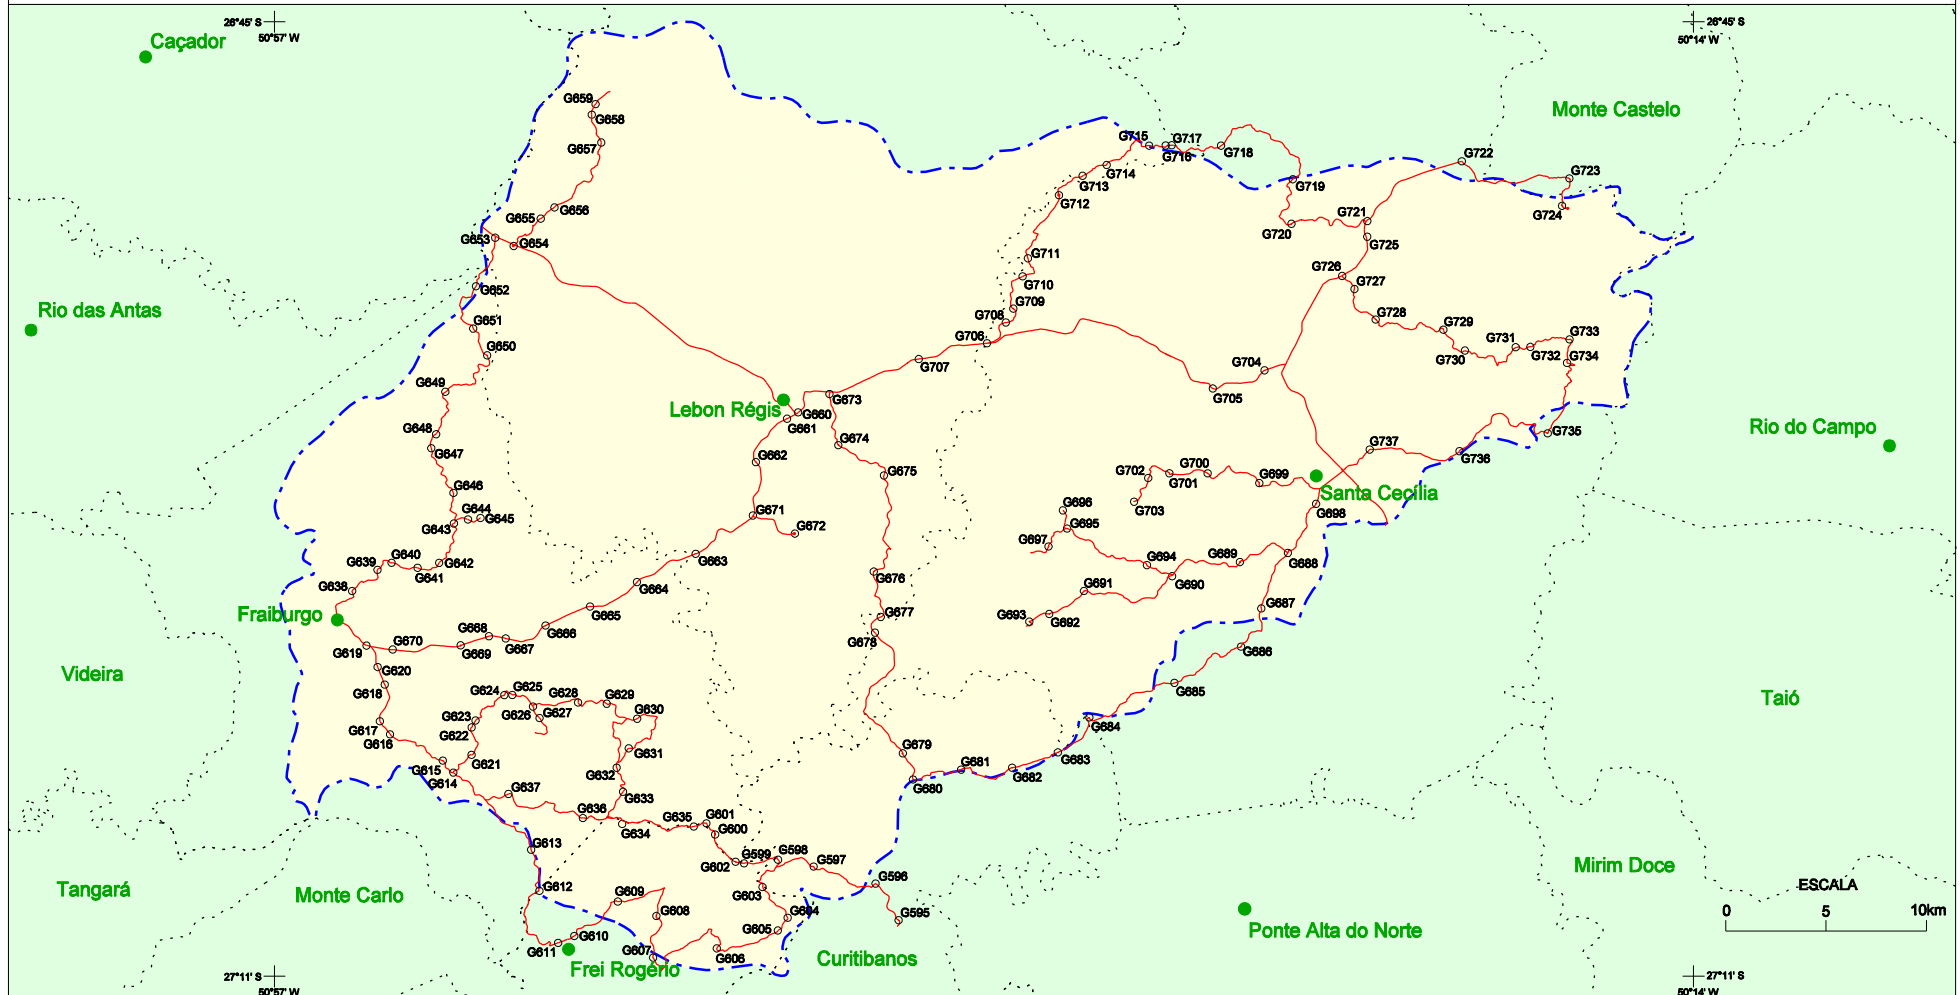 26°45' S
50°57' W
26°45' S
50°14' W
Caçador
Monte Castelo
G659
G658
G657
G715
G717
G716
G718
G722
G723
G714
G713
G719
G712
G724
G656
G655
G721
G720
G653
G654
G725
G711
G726
G710
G727
G652
Rio das Antas
G709
G708
G728
G651
G729
G706
G731
G733
G650
G730
G732
G734
G707
G704
G649
G705
G673
Lebon Régis
G660
G661
Rio do Campo
G648
G735
G674
G737
G647
G662
G736
G675
G702
G700
G701
G699
Santa Cecília
G646
G696
G703
G698
G644
G643
G645
G671
G672
G695
G697
G640
G639
G641
G642
G663
G694
G689
G688
G690
G638
G676
G664
G691
Fraiburgo
G665
G677
G687
G693
G692
G668
G666
G678
G619
G670
G669
G667
G686
Videira
G620
G618
G685
G624
G625
G628
G629
Taió
G626
G627
G630
G623
G617
G622
G684
G616
G631
G679
G683
G615
G621
G632
G681
G682
G614
G680
G637
G633
G636
G635
G601
G634
G600
G613
G602
G599
G598
G597
Mirim Doce
G596
Tangará
Monte Carlo
G612
G609
G603
ESCALA
0
5
10km
G608
G604
G595
G605
Ponte Alta do Norte
G610
G611
G607
G606
Curitibanos
Frei Rogério
27°11' S
50°57' W
27°11' S
50°14' W